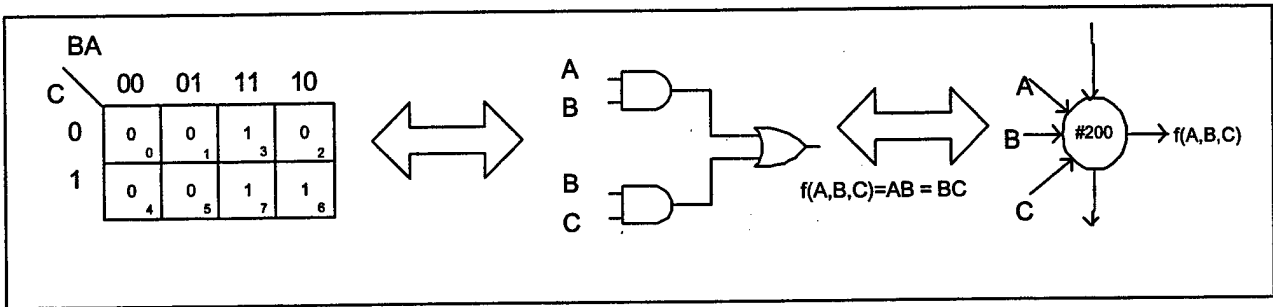 BA
C 00 01 11 10
0 0 0 0 1 1 3 0 2
1 0 4 0 5 1 7 1 6
A
B
B
C
f(A,B,C)=AB = BC
A
B #200 f(A,B,C)
C